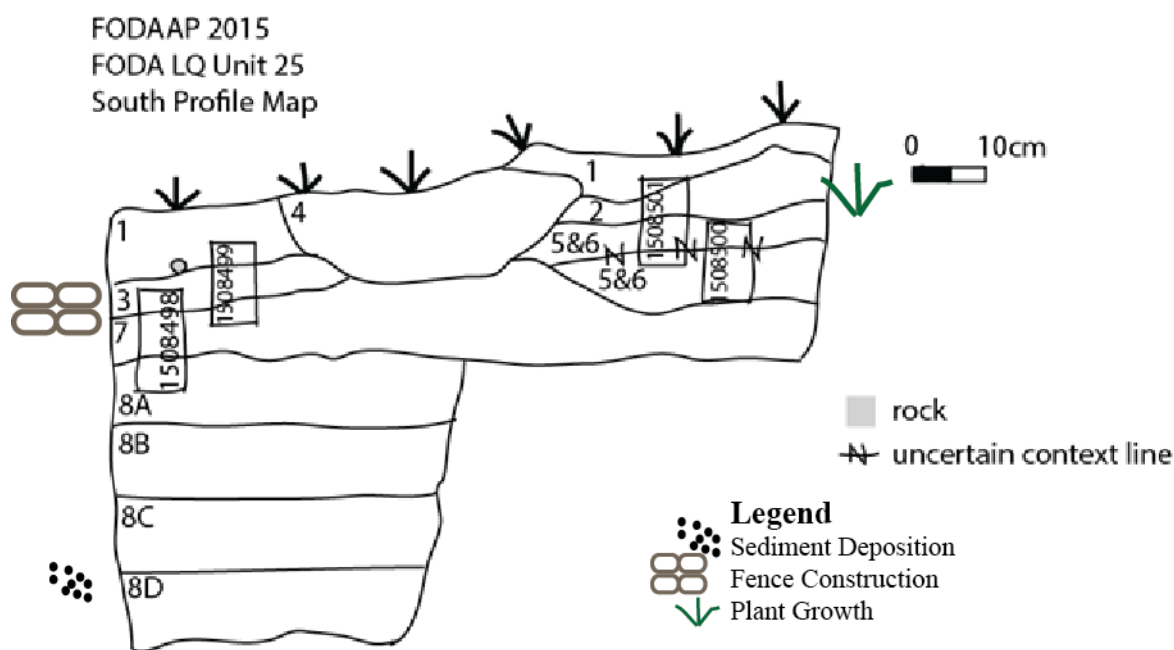 FODAAP 2015
FODA LQ Unit 25
South Profile Map
0 10cm
1
2
5&6
5&6
1508501
1508500
4
1
3
7
1508499
1508498
8A
8B
8C
8D
rock
uncertain context line
Legend
Sediment Deposition
Fence Construction
Plant Growth